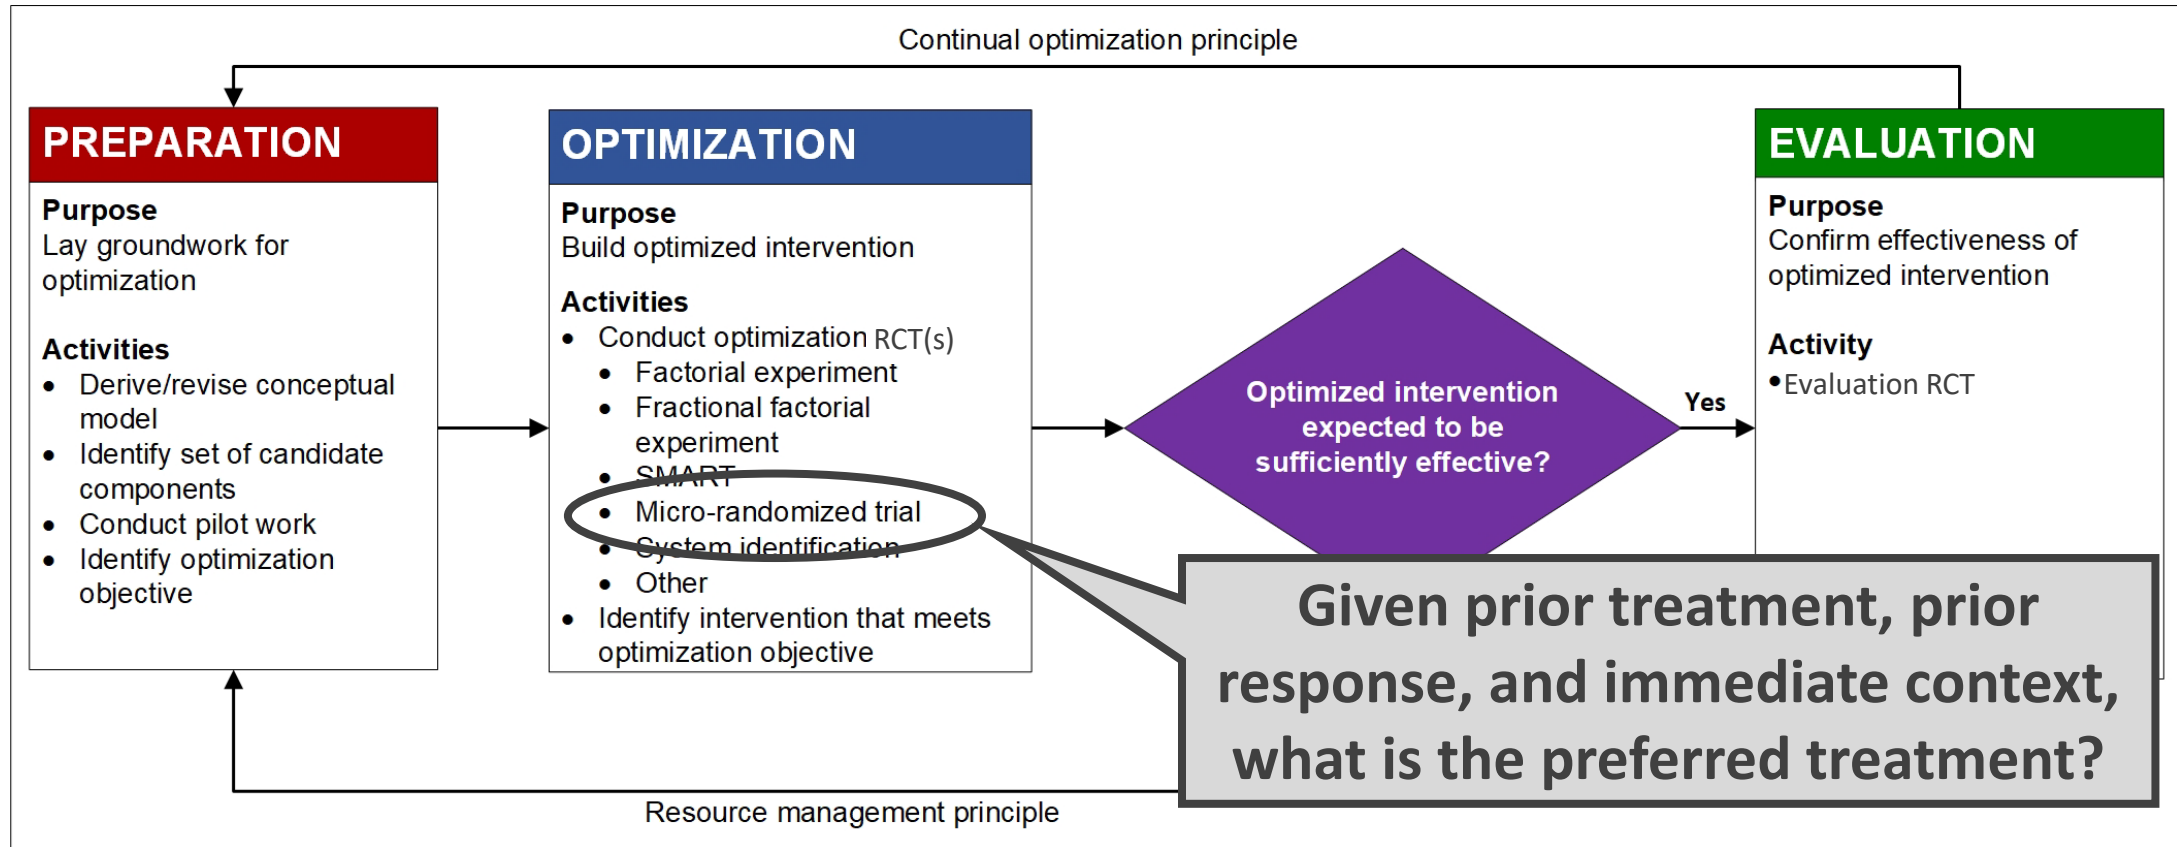 Continual optimization principle
PREPARATION
Purpose
Lay groundwork for
optimization
Activities
• Derive/revise conceptual
model
• Identify set of candidate
components
• Conduct pilot work
• Identify optimization
objective
OPTIMIZATION
Purpose
Build optimized intervention
Activities
• Conduct optimization RCT(s)
• Factorial experiment
• Fractional factorial
experiment
• SMART
• Micro-randomized trial
• System identification
• Other
• Identify intervention that meets
optimization objective
Optimized intervention
expected to be
sufficiently effective?
Yes
EVALUATION
Purpose
Confirm effectiveness of
optimized intervention
Activity
•Evaluation RCT
Given prior treatment, prior
response, and immediate context,
what is the preferred treatment?
Resource management principle